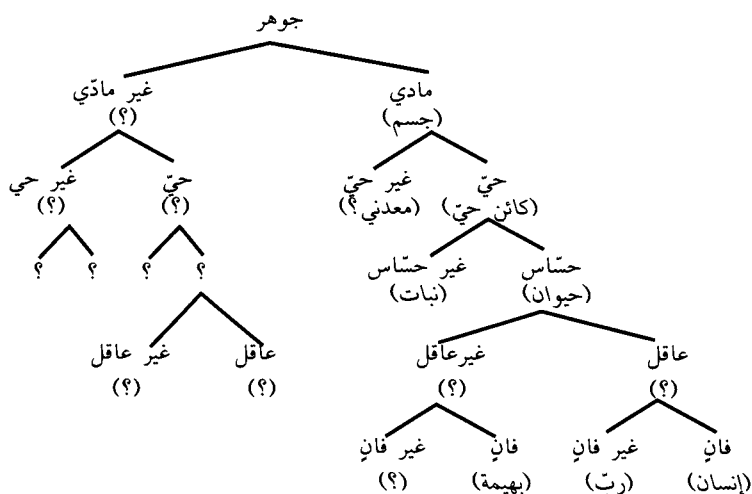 جوهر
مادي غير مادّي
(جسم) (؟)
حيّ غير حيّ حيّ غير حي
(كائن حيّ) (معدني؟) (؟) (؟)
حسّاس غير حسّاس ؟ ؟ ؟ ؟
(حيوان) (نبات)
عاقل غيرعاقل عاقل غير عاقل
(؟) (؟) (؟) (؟)
فانٍ غير فانٍ فانٍ غير فانٍ
(إنسان) (ربّ) (بهيمة) (؟)